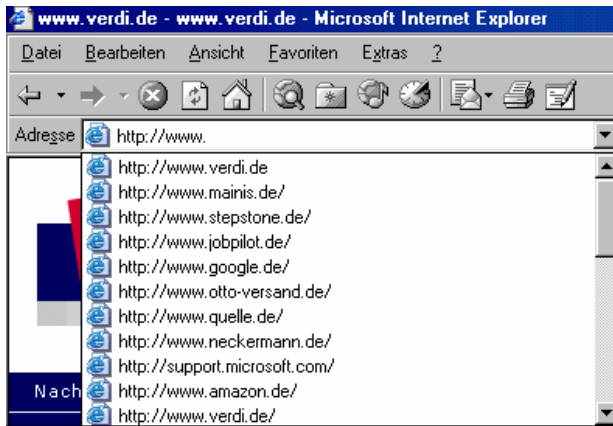 www.verdi.de - www.verdi.de - Microsoft Internet Explorer
Datei Bearbeiten Ansicht Favoriten Extras ?
Adresse http://www.
http://www.verdi.de
http://www.mainis.de/
http://www.stepstone.de/
http://www.jobpilot.de/
http://www.google.de/
http://www.otto-versand.de/
http://www.quelle.de/
http://www.neckermann.de/
http://support.microsoft.com/
Nach http://www.amazon.de/
http://www.verdi.de/